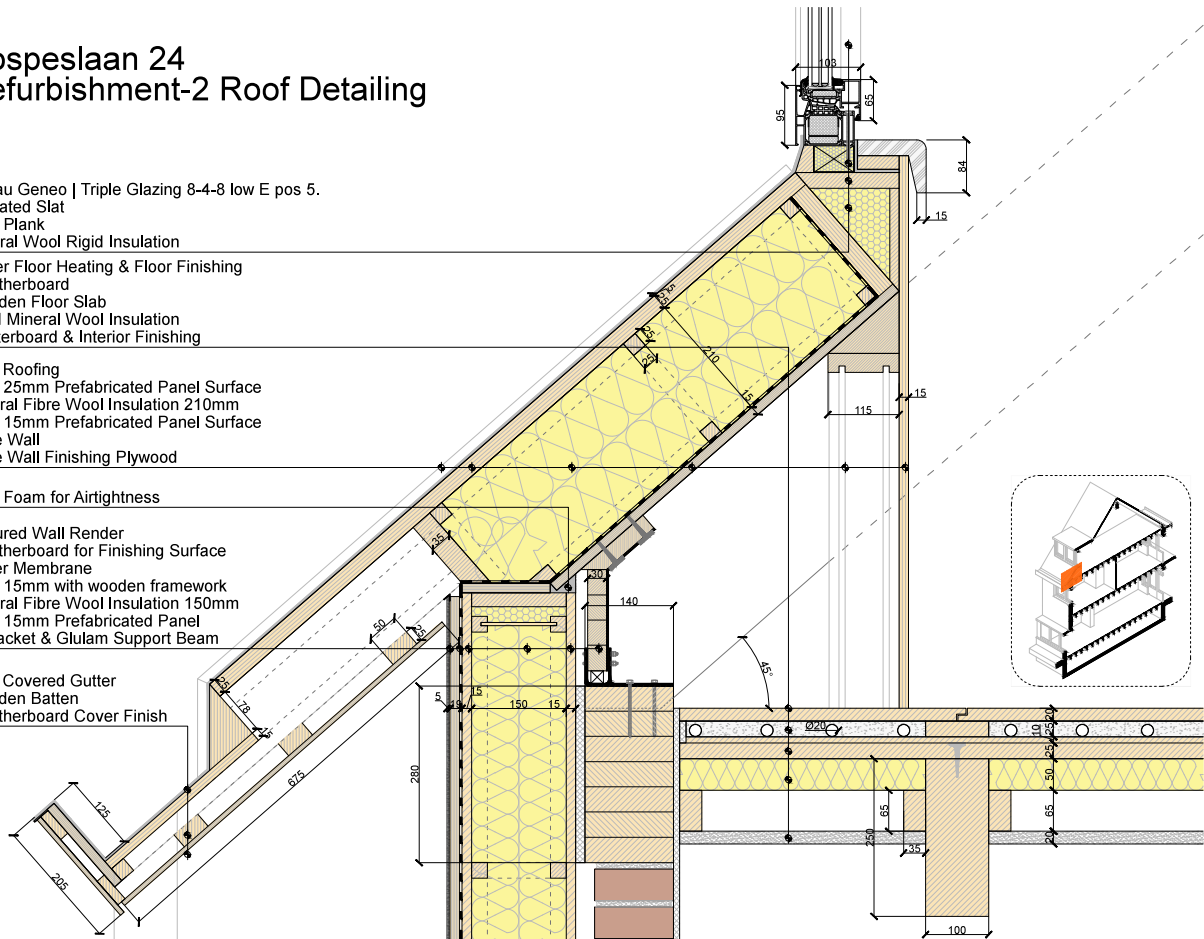 ospeslaan 24
efurbishment-2 Roof Detailing
au Geneo | Triple Glazing 8-4-8 low E pos 5.
ated Slat
Plank
ral Wool Rigid Insulation
er Floor Heating & Floor Finishing
therboard
den Floor Slab
Mineral Wool Insulation
terboard & Interior Finishing
Roofing
25mm Prefabricated Panel Surface
ral Fibre Wool Insulation 210mm
15mm Prefabricated Panel Surface
e Wall
e Wall Finishing Plywood
Foam for Airtightness
ured Wall Render
therboard for Finishing Surface
er Membrane
15mm with wooden framework
ral Fibre Wool Insulation 150mm
15mm Prefabricated Panel
acket & Glulam Support Beam
Covered Gutter
den Batten
therboard Cover Finish
103
95
65
84
15
5
25
25
25
210
15
115
15
35
30
140
50
25
45°
5
19
15
150
15
25
78
15
675
280
125
205
Ø20
10
20
25
25
50
65
20
65
250
35
100